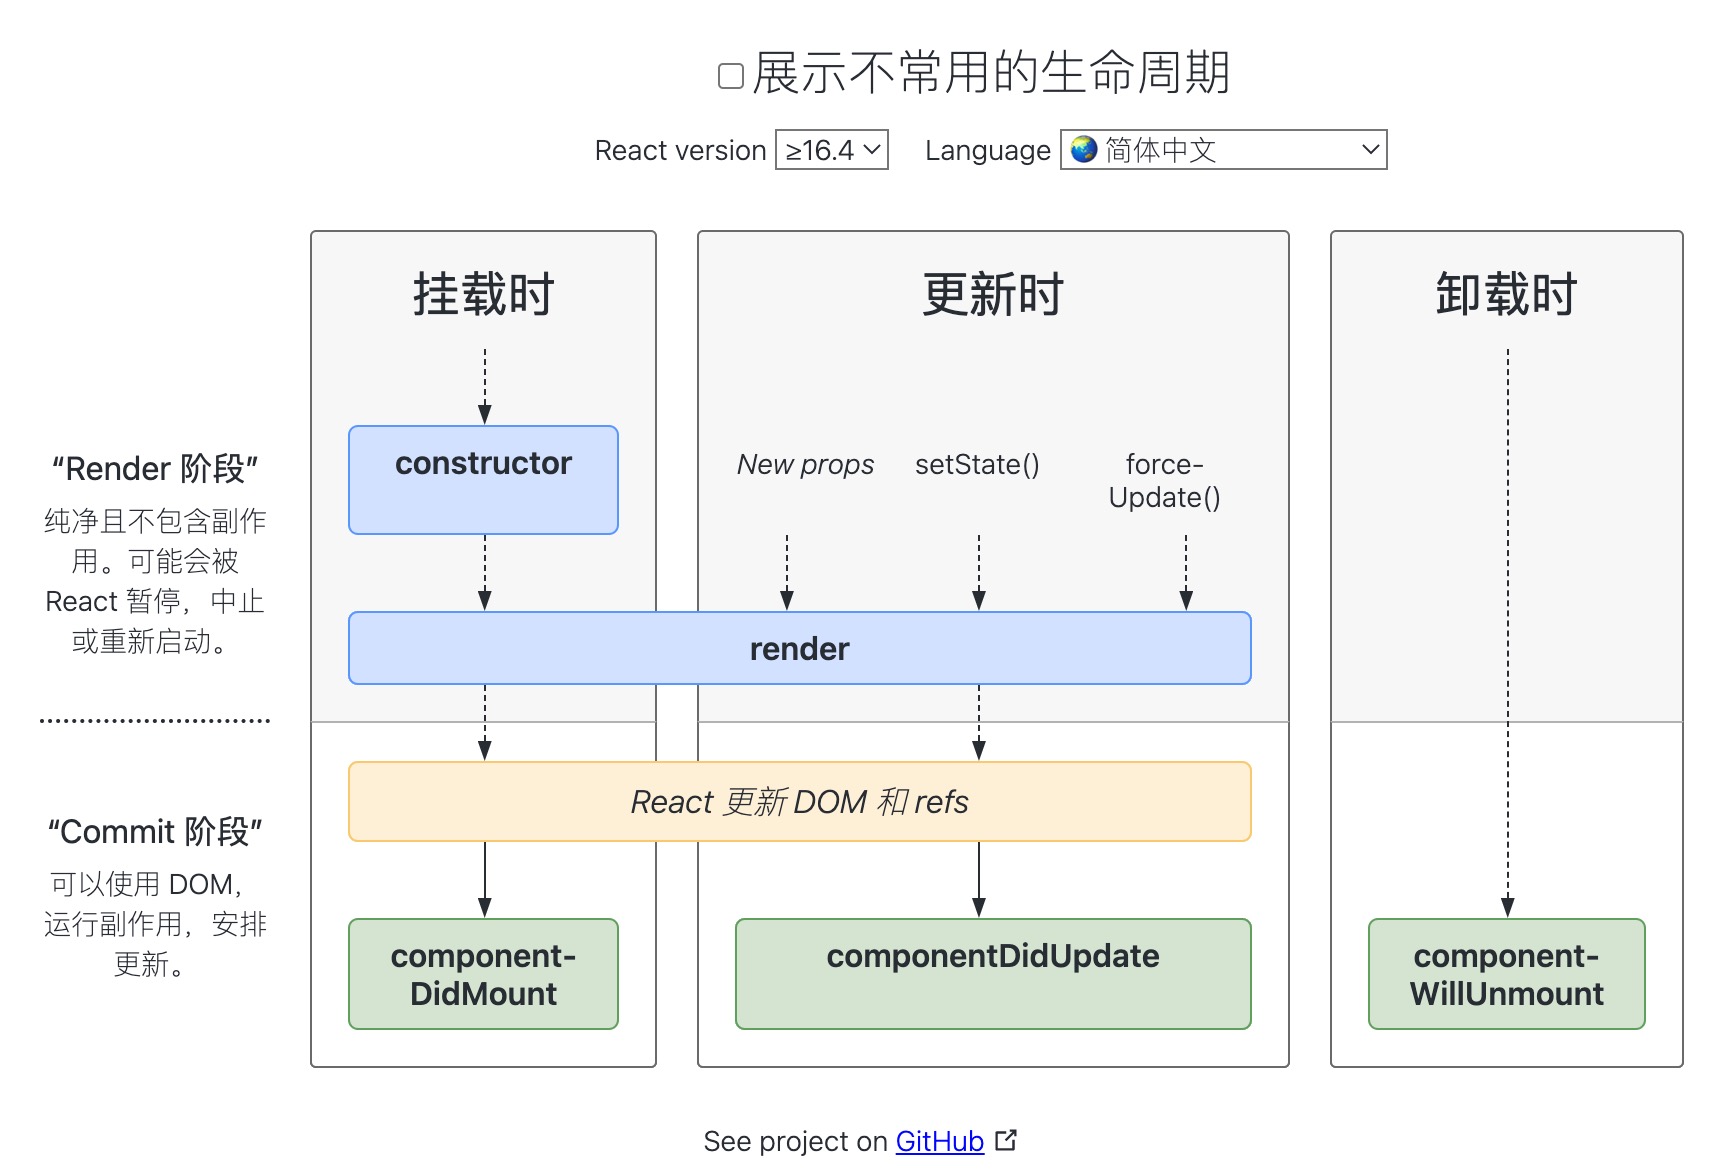 展示不常用的生命周期
React version ≥16.4 Language 简体中文
挂载时
更新时
卸载时
“Render 阶段”
纯净且不包含副作
用。可能会被
React 暂停，中止
或重新启动。
constructor
New props
setState()
force-
Update()
render
“Commit 阶段”
可以使用 DOM，
运行副作用，安排
更新。
React 更新 DOM 和 refs
component-
DidMount
componentDidUpdate
component-
WillUnmount
See project on GitHub